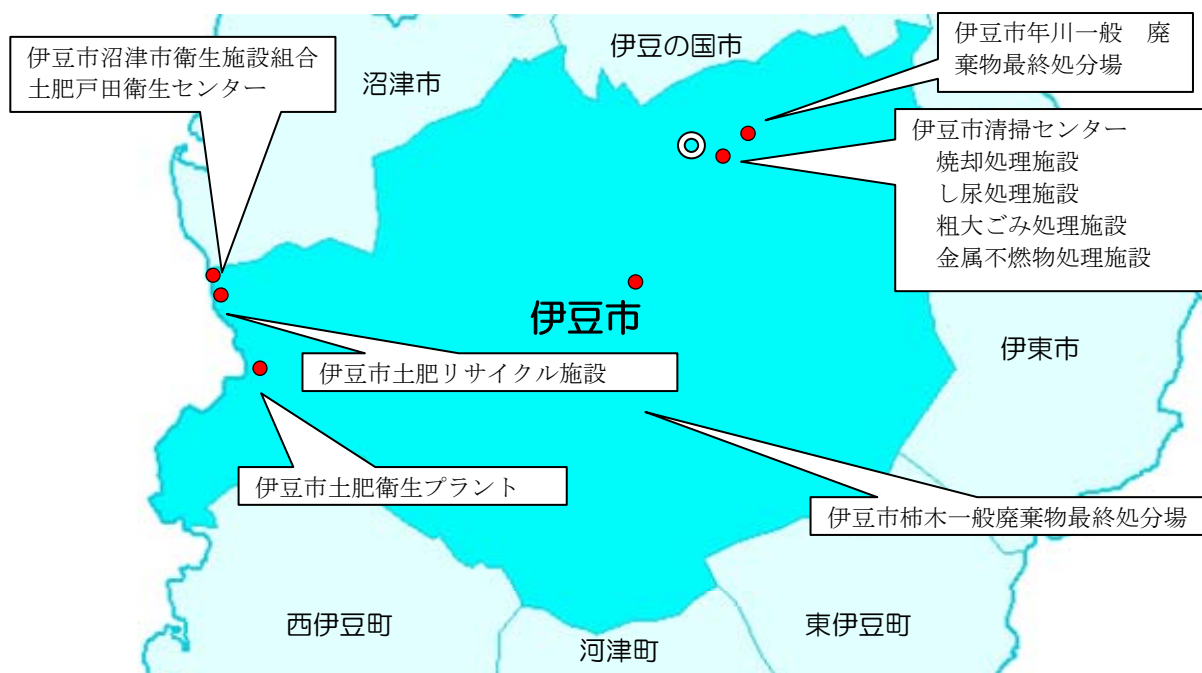 伊豆市沼津市衛生施設組合
土肥戸田衛生センター
沼津市
伊豆の国市
伊豆市年川一般　廃
棄物最終処分場
伊豆市清掃センター
焼却処理施設
し尿処理施設
粗大ごみ処理施設
金属不燃物処理施設
伊豆市
伊東市
伊豆市土肥リサイクル施設
伊豆市土肥衛生プラント
伊豆市柿木一般廃棄物最終処分場
西伊豆町
河津町
東伊豆町